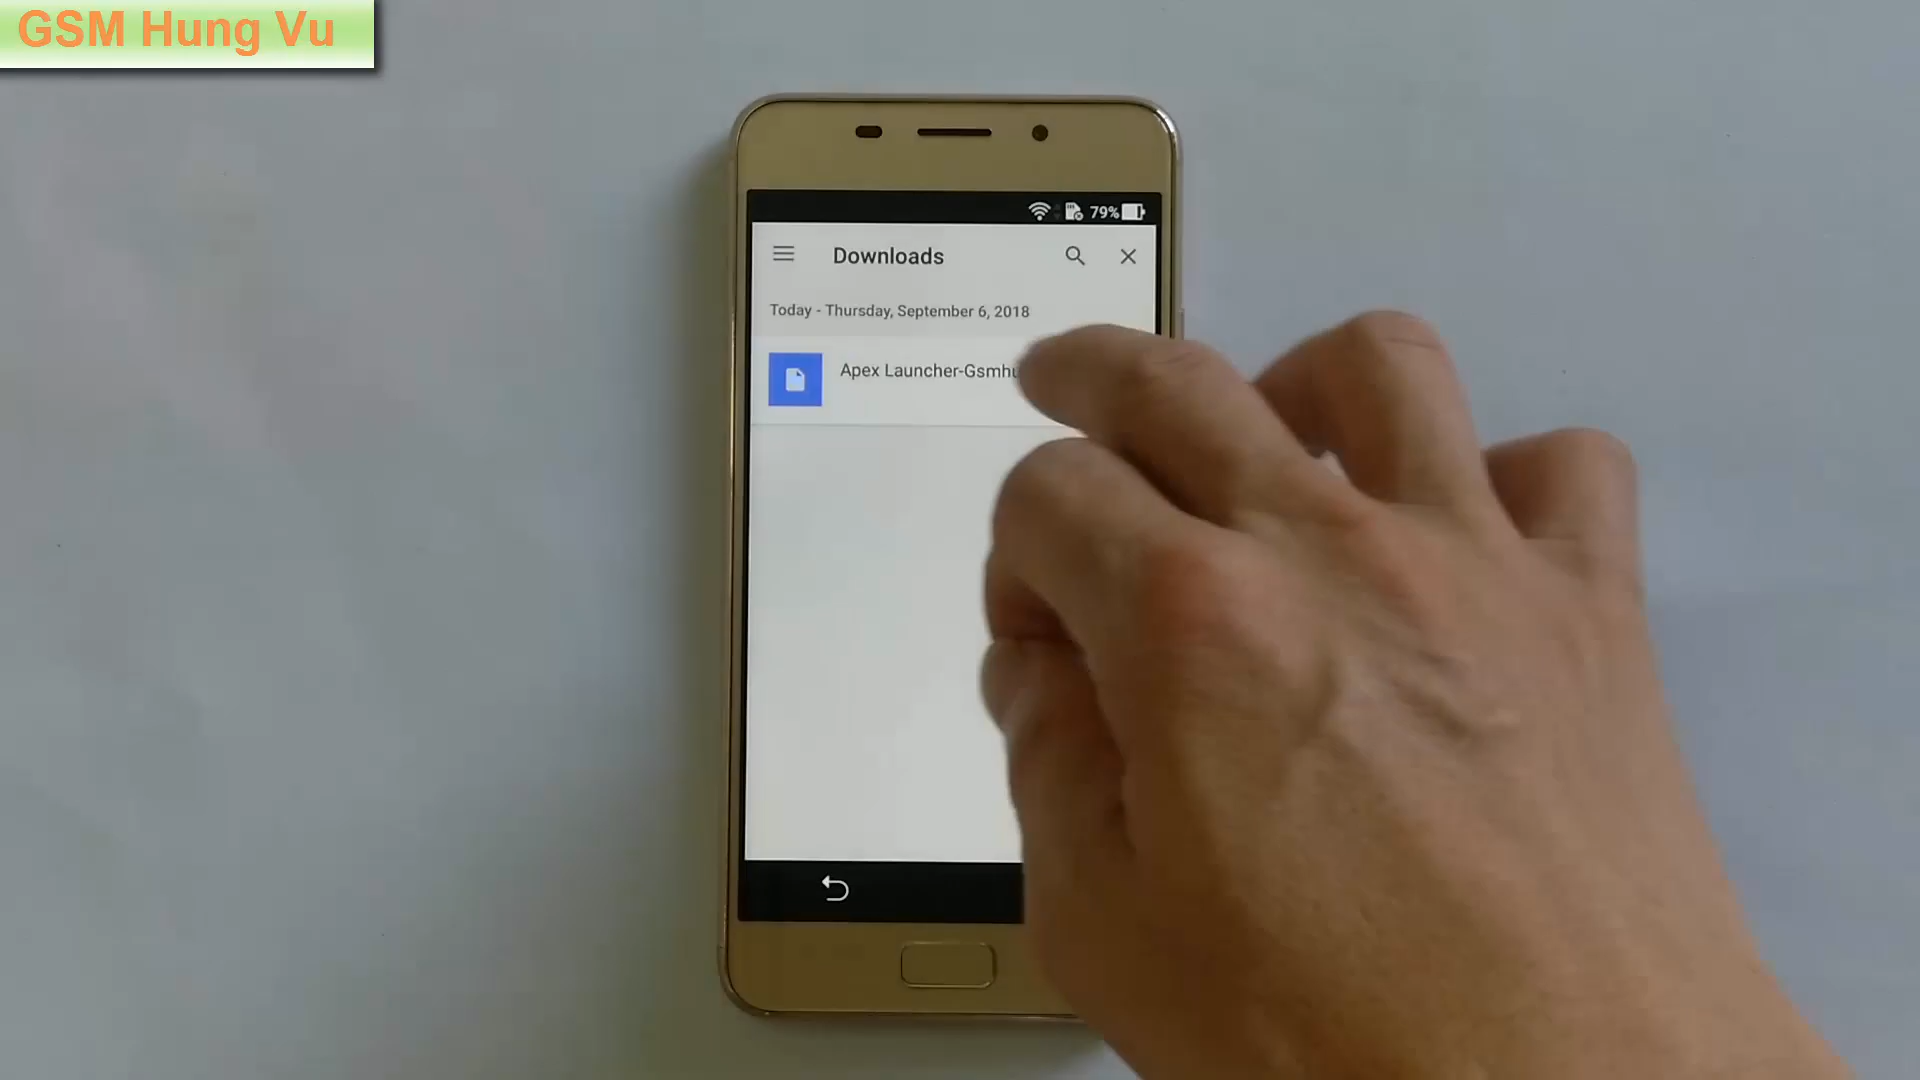 GSM Hung Vu
79%
Downloads
Today - Thursday, September 6, 2018
Apex Launcher-Gsmhu